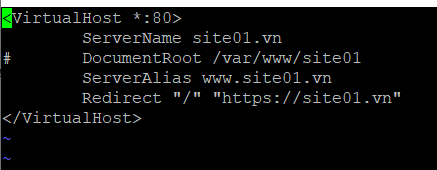 <VirtualHost *:80>
        ServerName site01.vn
#       DocumentRoot /var/www/site01
        ServerAlias www.site01.vn
        Redirect "/" "https://site01.vn"
</VirtualHost>
~
~